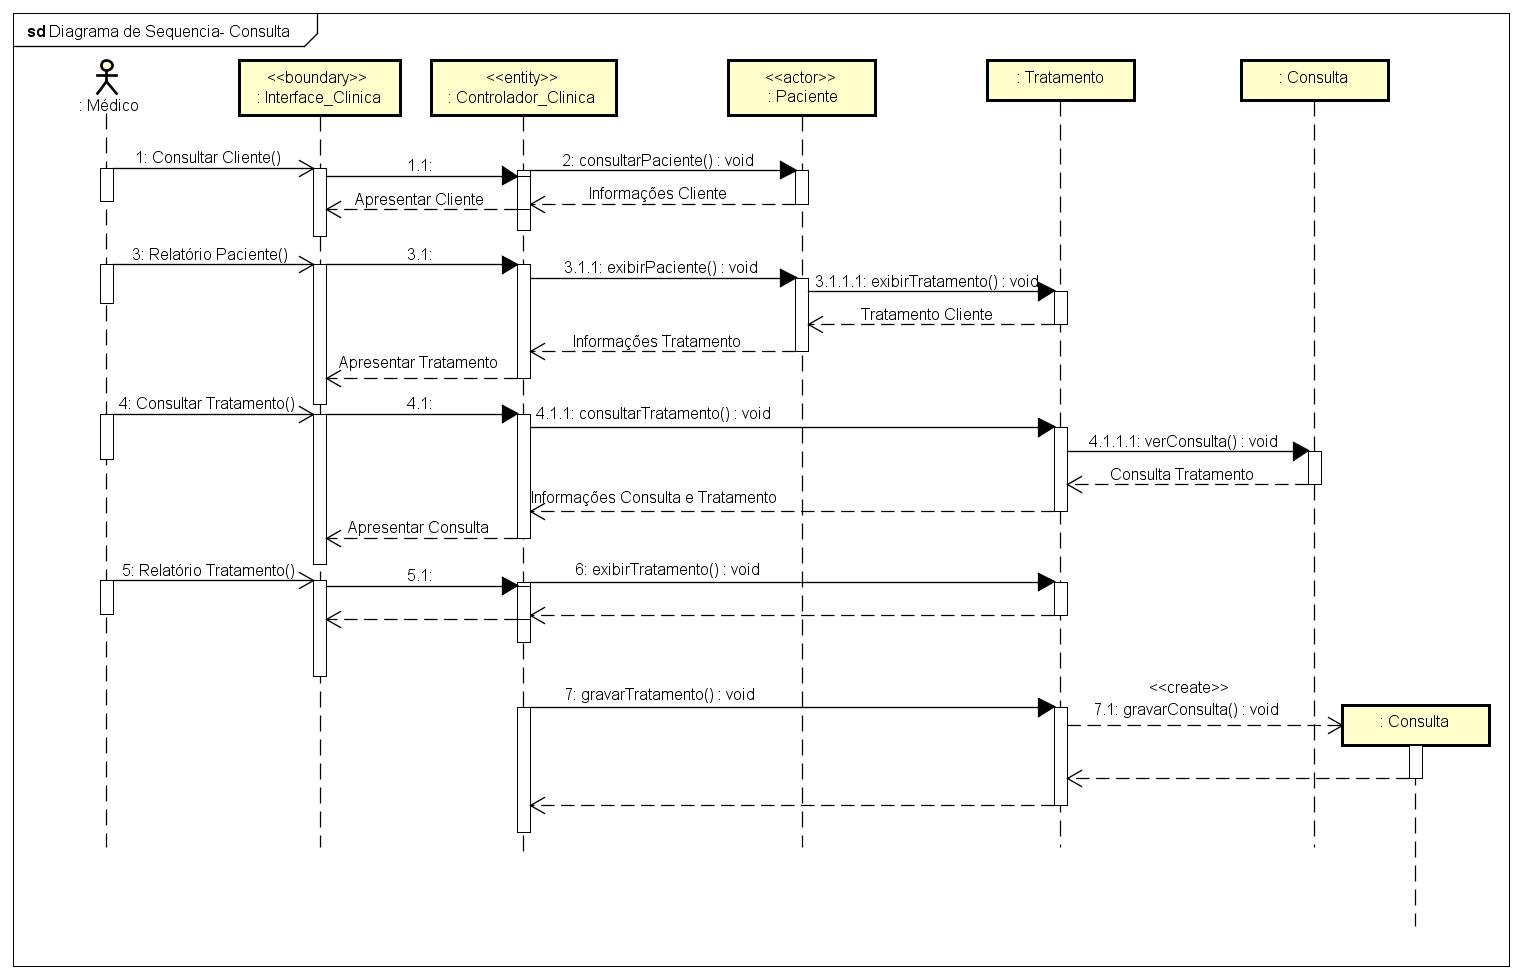 sd Diagrama de Sequencia- Consulta
: Médico
<<boundary>>
: Interface_Clinica
<<entity>>
: Controlador_Clinica
<<actor>>
: Paciente
: Tratamento
: Consulta
1: Consultar Cliente()
1.1:
2: consultarPaciente() : void
Apresentar Cliente
Informações Cliente
3: Relatório Paciente()
3.1:
3.1.1: exibirPaciente() : void
3.1.1.1: exibirTratamento() : void
Tratamento Cliente
Informações Tratamento
Apresentar Tratamento
4: Consultar Tratamento()
4.1:
4.1.1: consultarTratamento() : void
4.1.1.1: verConsulta() : void
Consulta Tratamento
Informações Consulta e Tratamento
Apresentar Consulta
5: Relatório Tratamento()
5.1:
6: exibirTratamento() : void
7: gravarTratamento() : void
<<create>>
7.1: gravarConsulta() : void
: Consulta